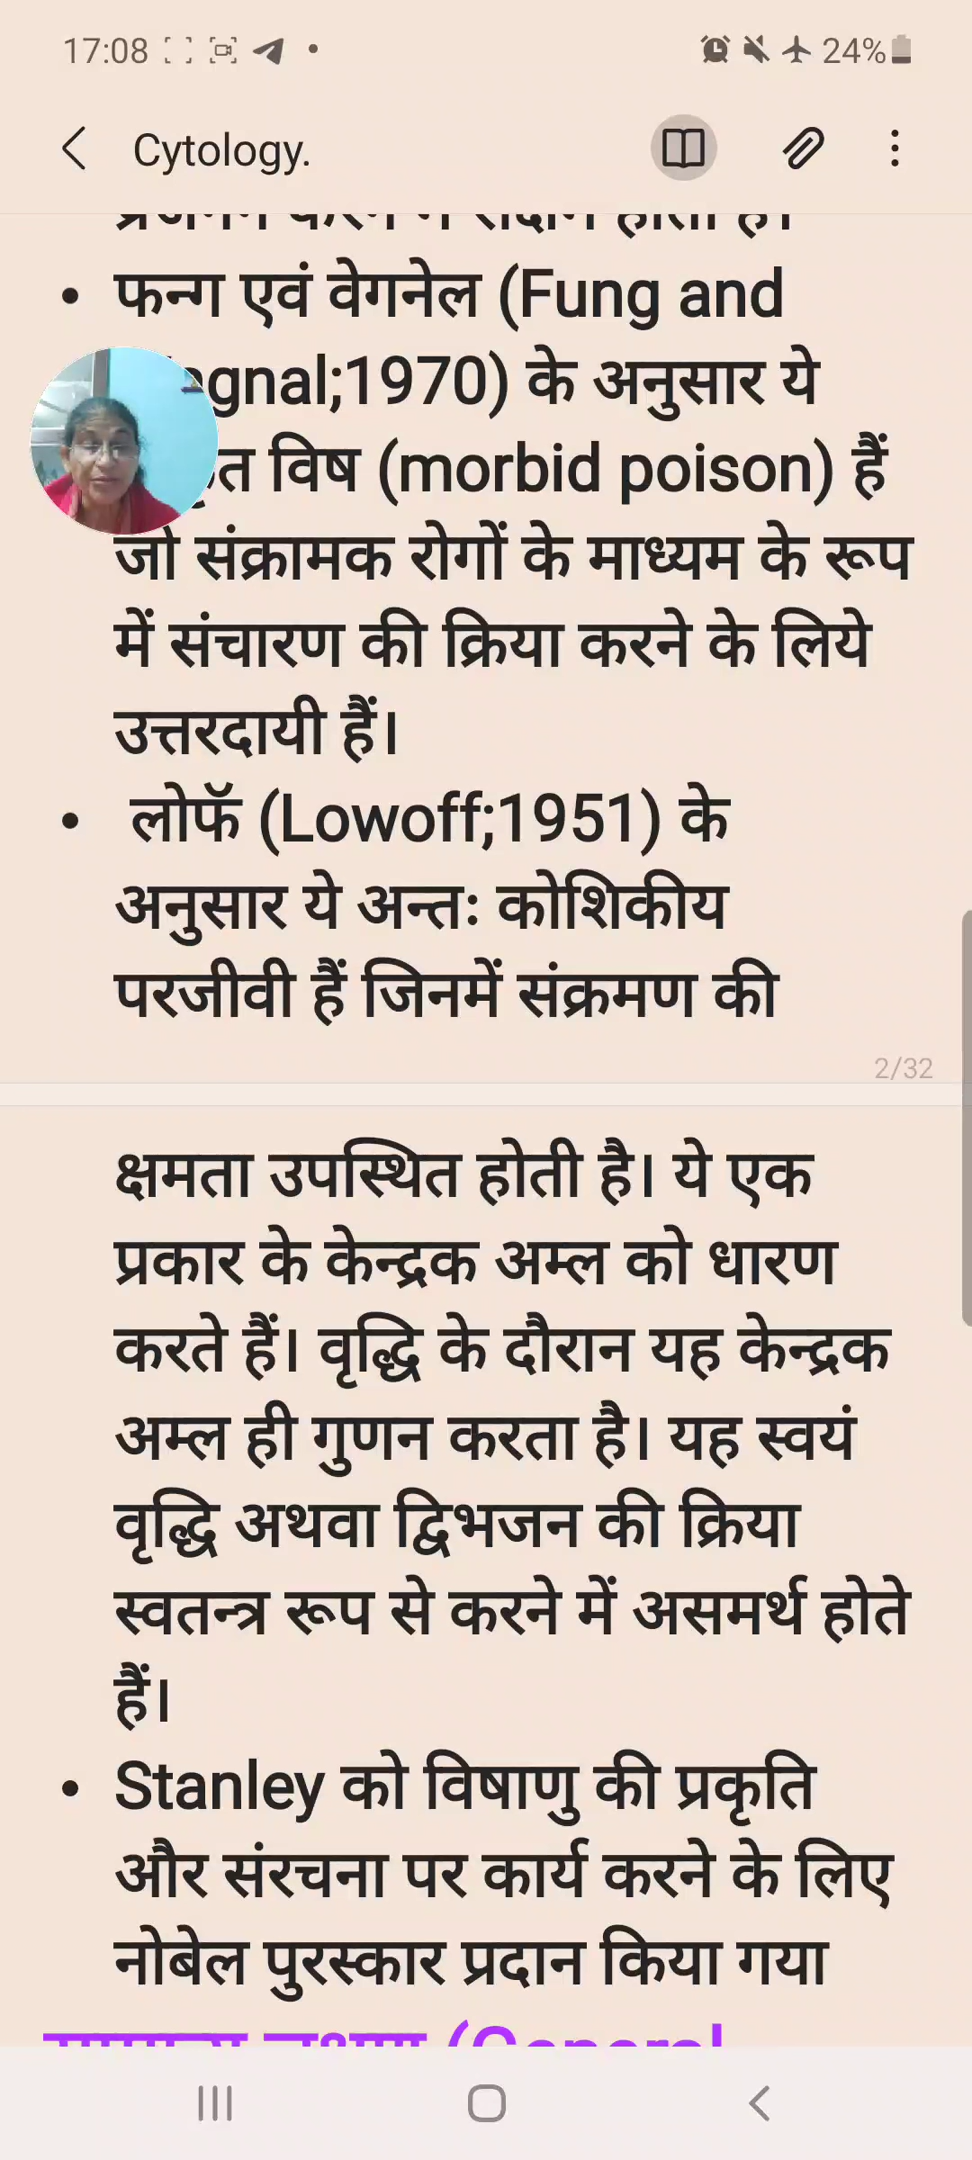 17:08
24%
Cytology.
• फन्ग एवं वेगनेल (Fung and
agnal;1970) के अनुसार ये
त विष (morbid poison) हैं
जो संक्रामक रोगों के माध्यम के रूप
में संचारण की क्रिया करने के लिये
उत्तरदायी हैं।
• लोफॅ (Lowoff;1951) के
अनुसार ये अन्तः कोशिकीय
परजीवी हैं जिनमें संक्रमण की
2/32
क्षमता उपस्थित होती है। ये एक
प्रकार के केन्द्रक अम्ल को धारण
करते हैं। वृद्धि के दौरान यह केन्द्रक
अम्ल ही गुणन करता है। यह स्वयं
वृद्धि अथवा द्विभजन की क्रिया
स्वतन्त्र रूप से करने में असमर्थ होते
हैं।
• Stanley को विषाणु की प्रकृति
और संरचना पर कार्य करने के लिए
नोबेल पुरस्कार प्रदान किया गया
(General